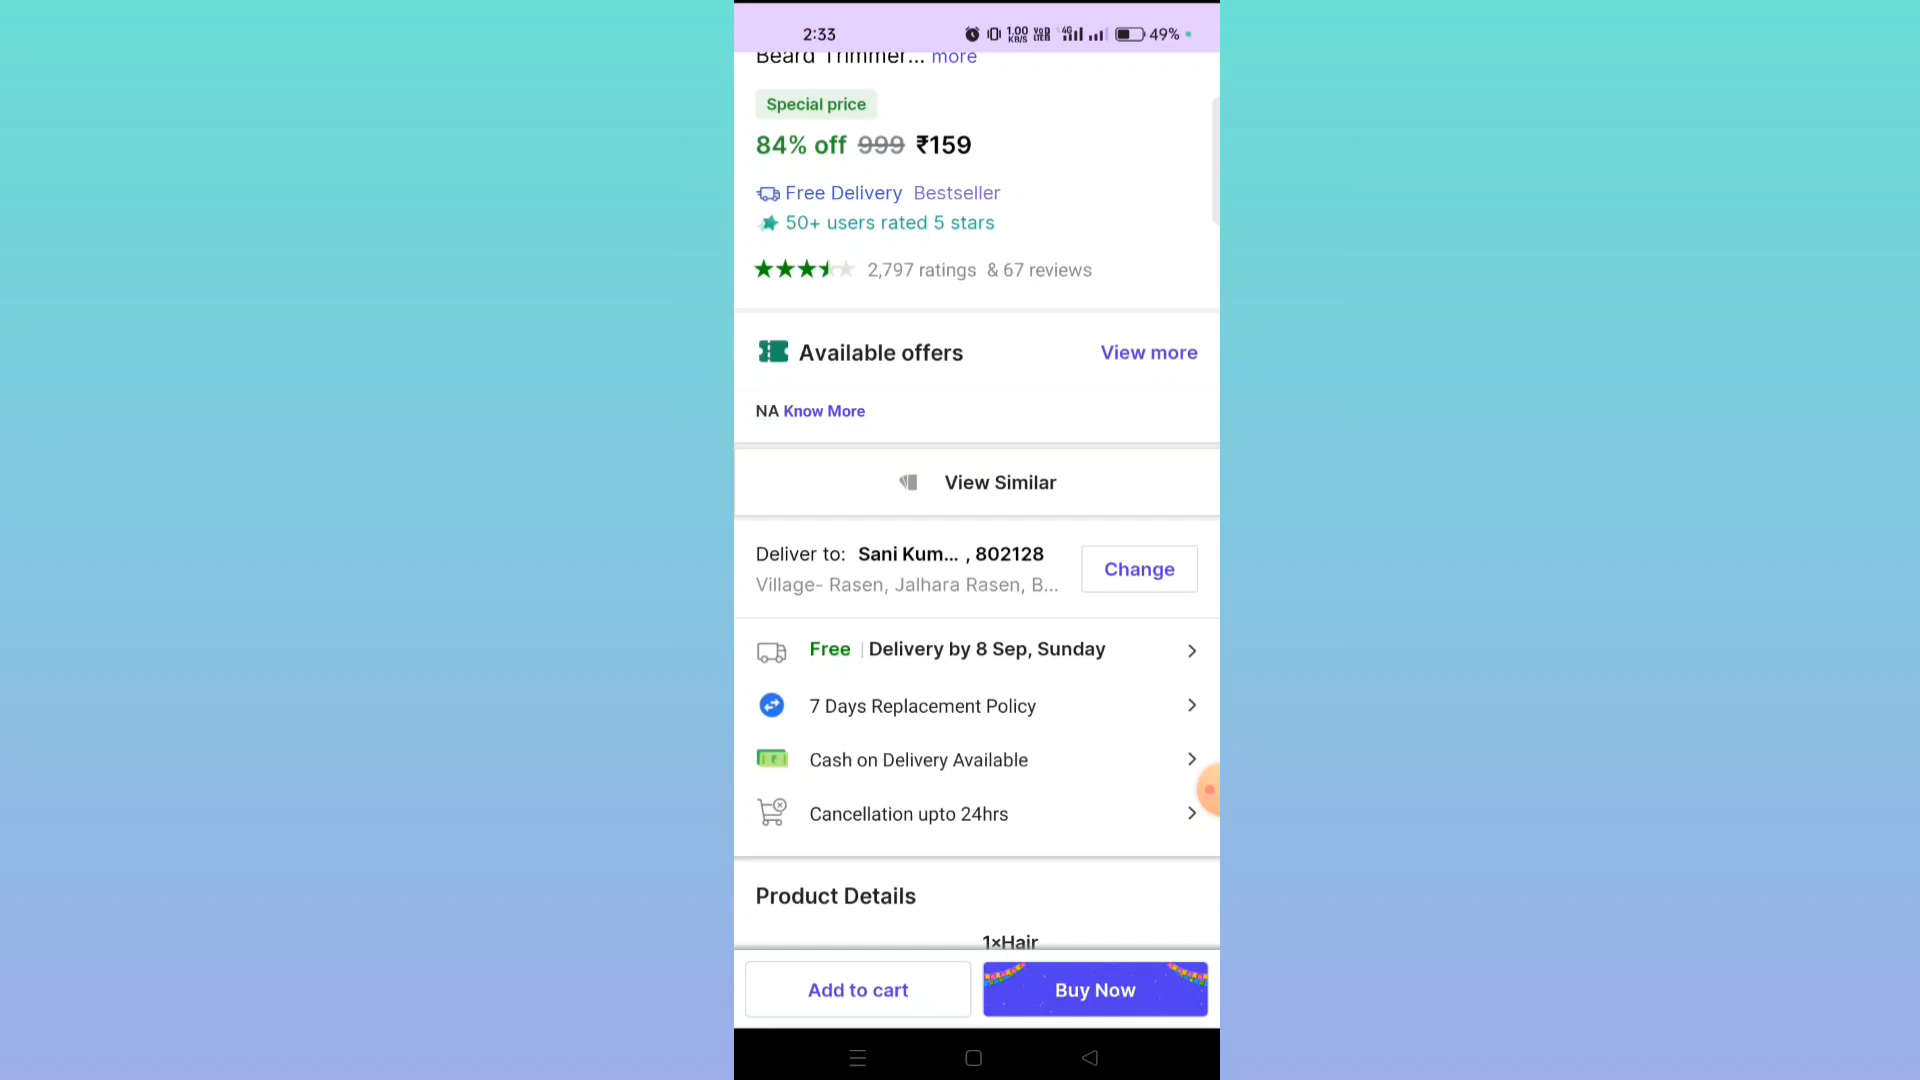 2:33 1.00 KB/S VoD LTED 4G 49%
Beard Trimmer... more
Special price
84% off 999 ₹159
Free Delivery Bestseller
50+ users rated 5 stars
2,797 ratings & 67 reviews
Available offers View more
NA Know More
View Similar
Deliver to: Sani Kum... , 802128
Village- Rasen, Jalhara Rasen, B...
Change
Free Delivery by 8 Sep, Sunday
7 Days Replacement Policy
Cash on Delivery Available
Cancellation upto 24hrs
Product Details
1×Hair
Add to cart Buy Now